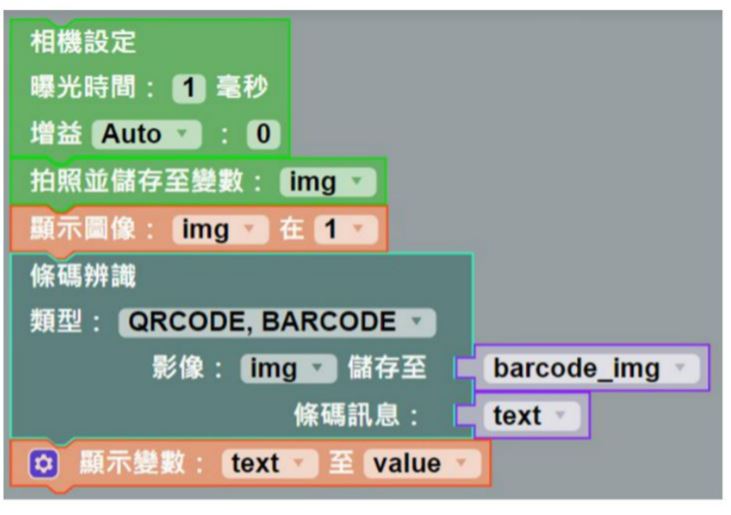 相機設定
曝光時間： 1 毫秒
增益 Auto ： 0
拍照並儲存至變數： img
顯示圖像： img 在 1
條碼辨識
類型： QRCODE, BARCODE
影像： img 儲存至 barcode_img
條碼訊息： text
顯示變數： text 至 value